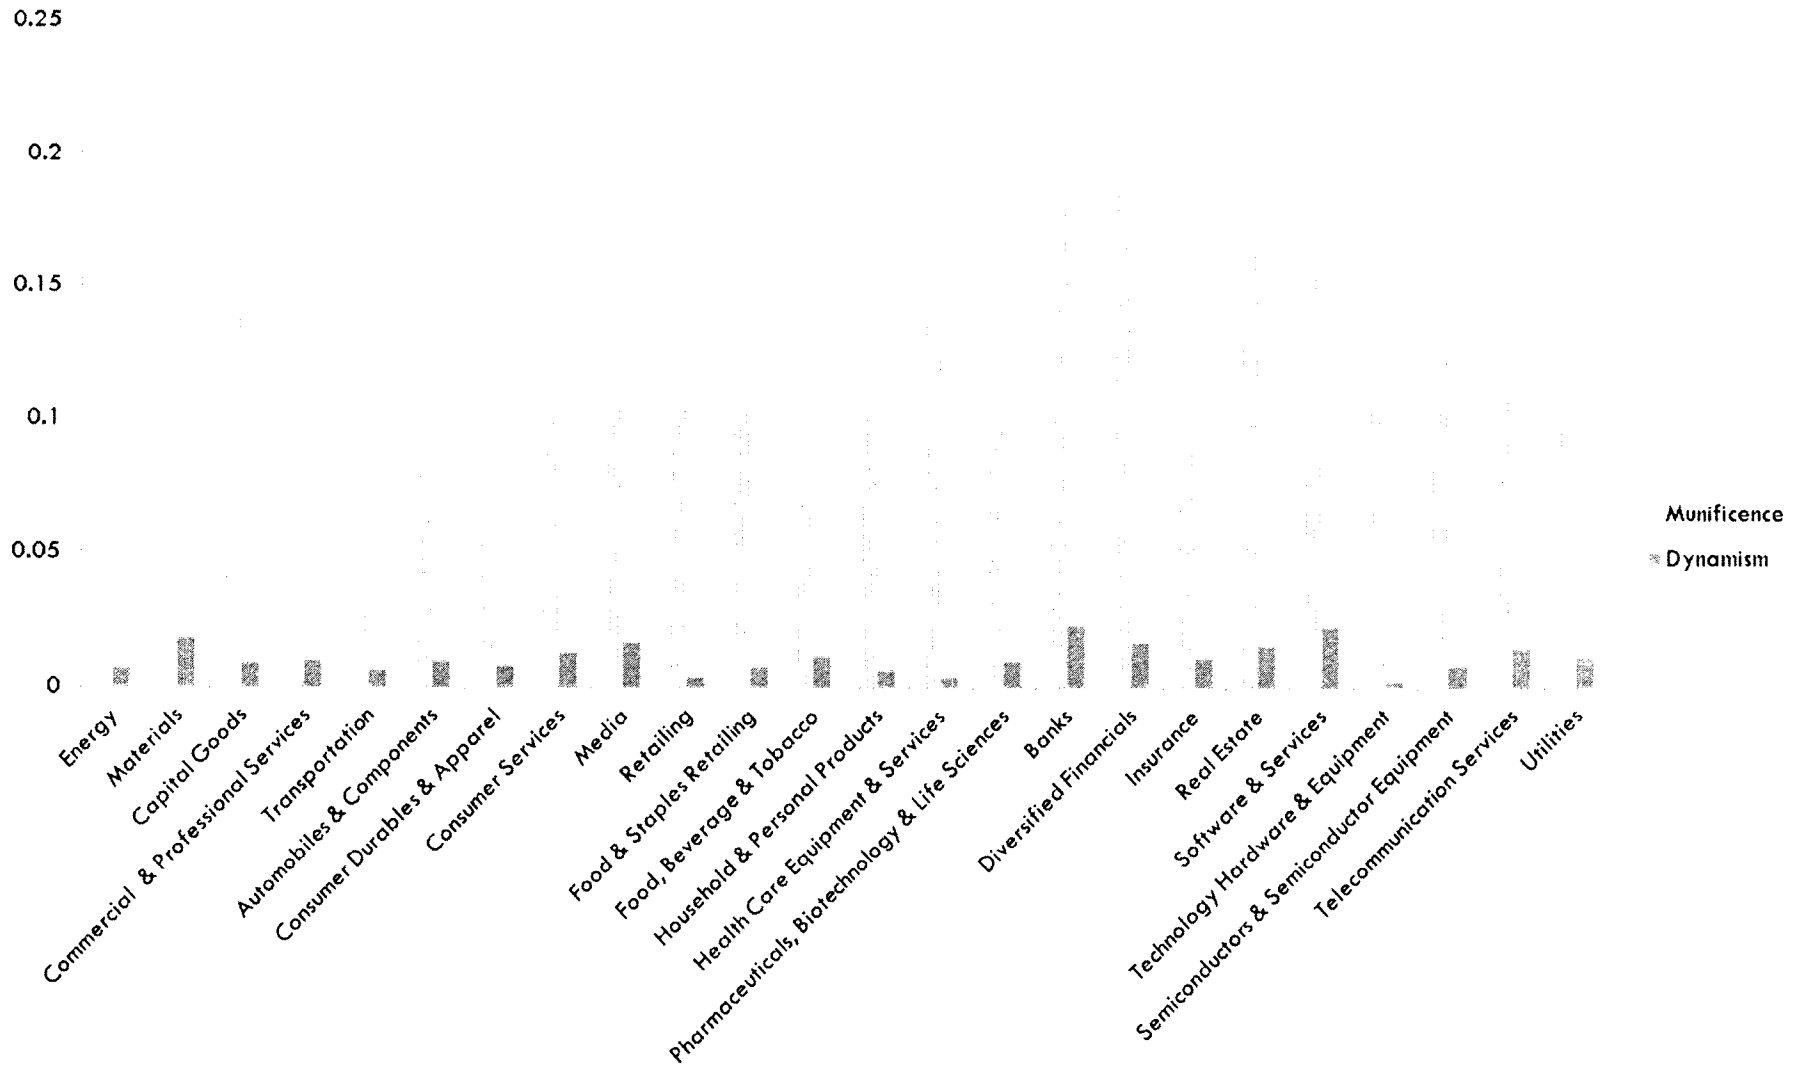 0.25
0.2
0.15
0.1
0.05
0
Energy
Materials
Capital Goods
Commercial & Professional Services
Transportation
Automobiles & Components
Consumer Durables & Apparel
Consumer Services
Media
Retailing
Food & Staples Retailing
Food, Beverage & Tobacco
Household & Personal Products
Health Care Equipment & Services
Pharmaceuticals, Biotechnology & Life Sciences
Banks
Diversified Financials
Insurance
Real Estate
Software & Services
Technology Hardware & Equipment
Semiconductors & Semiconductor Equipment
Telecommunication Services
Utilities
Munificence
Dynamism